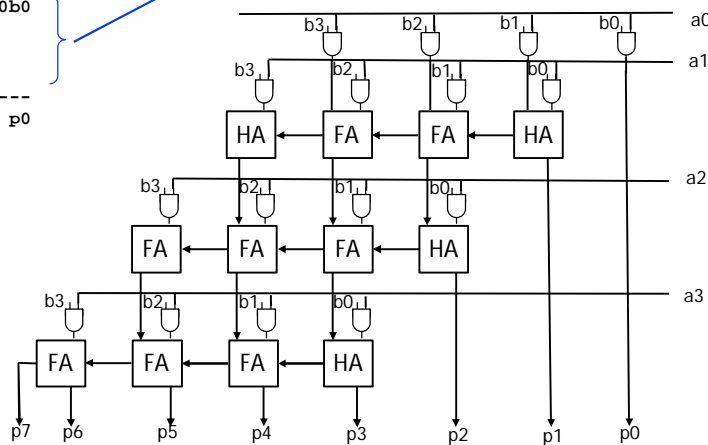 0b0
b3 b2 b1 b0 a0
a1
b3 b2 b1 b0
p0
HA FA FA HA
a2
b3 b2 b1 b0
FA FA FA HA
a3
b3 b2 b1 b0
FA FA FA HA
p7 p6 p5 p4 p3 p2 p1 p0